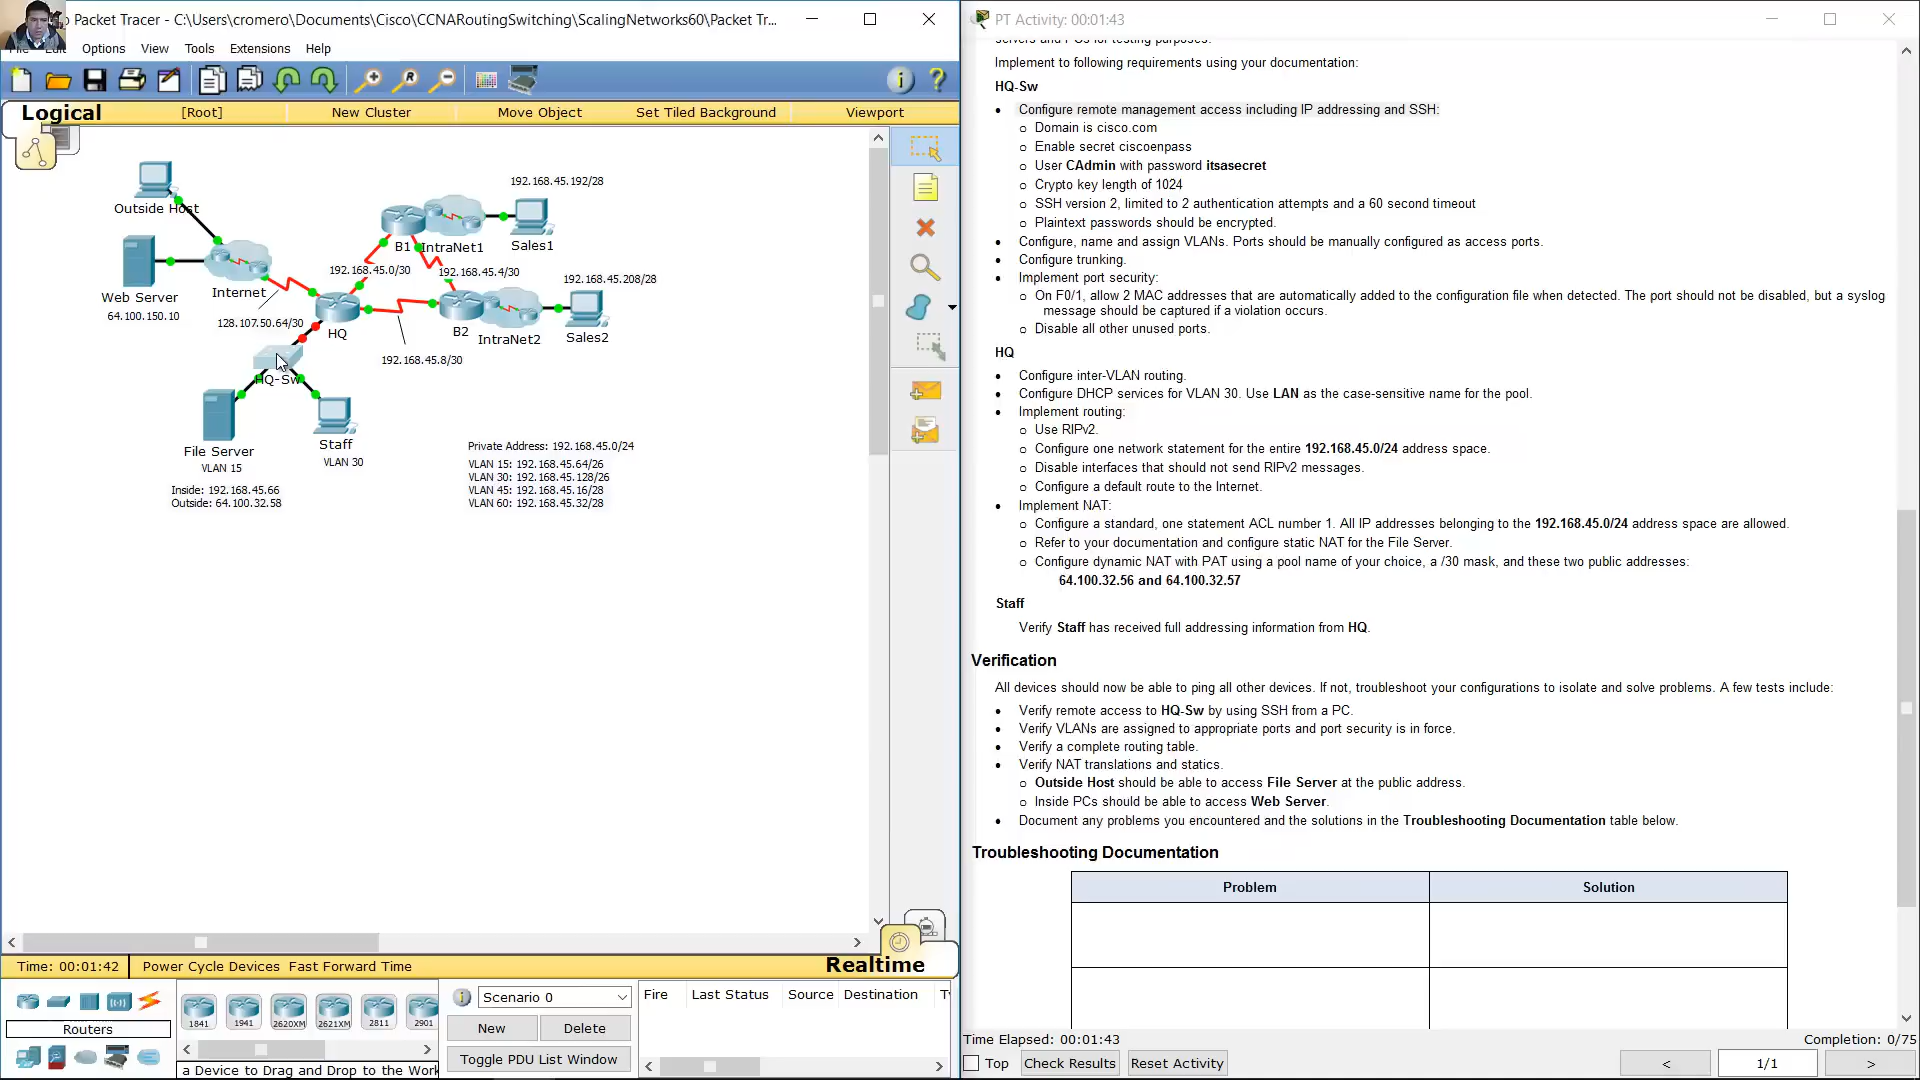 Packet Tracer - C:\Users\cromero\Documents\Cisco\CCNARoutingSwitching\ScalingNetworks60\Packet Tr...
Options View Tools Extensions Help
Logical [Root] New Cluster Move Object Set Tiled Background Viewport
Outside Host
Web Server
64.100.150.10
Internet
128.107.50.64/30
192.168.45.192/28
B1
IntraNet1
Sales1
192.168.45.0/30
192.168.45.4/30
192.168.45.208/28
HQ
B2
IntraNet2
Sales2
192.168.45.8/30
HQ-Sw
File Server
VLAN 15
Staff
VLAN 30
Inside: 192.168.45.66
Outside: 64.100.32.58
Private Address: 192.168.45.0/24
VLAN 15: 192.168.45.64/26
VLAN 30: 192.168.45.128/26
VLAN 45: 192.168.45.16/28
VLAN 60: 192.168.45.32/28
Realtime
Time: 00:01:42 Power Cycle Devices Fast Forward Time
Routers
1841 1941 2620XM 2621XM 2811 2901
a Device to Drag and Drop to the Work
Scenario 0
New Delete
Toggle PDU List Window
Fire Last Status Source Destination
PT Activity: 00:01:43
servers and PCs for testing purposes.
Implement to following requirements using your documentation:
HQ-Sw
• Configure remote management access including IP addressing and SSH:
o Domain is cisco.com
o Enable secret ciscoenpass
o User CAdmin with password itsasecret
o Crypto key length of 1024
o SSH version 2, limited to 2 authentication attempts and a 60 second timeout
o Plaintext passwords should be encrypted.
• Configure, name and assign VLANs. Ports should be manually configured as access ports.
• Configure trunking.
• Implement port security:
o On F0/1, allow 2 MAC addresses that are automatically added to the configuration file when detected. The port should not be disabled, but a syslog
message should be captured if a violation occurs.
o Disable all other unused ports.
HQ
• Configure inter-VLAN routing.
• Configure DHCP services for VLAN 30. Use LAN as the case-sensitive name for the pool.
• Implement routing:
o Use RIPv2.
o Configure one network statement for the entire 192.168.45.0/24 address space.
o Disable interfaces that should not send RIPv2 messages.
o Configure a default route to the Internet.
• Implement NAT:
o Configure a standard, one statement ACL number 1. All IP addresses belonging to the 192.168.45.0/24 address space are allowed.
o Refer to your documentation and configure static NAT for the File Server.
o Configure dynamic NAT with PAT using a pool name of your choice, a /30 mask, and these two public addresses:
64.100.32.56 and 64.100.32.57
Staff
Verify Staff has received full addressing information from HQ.
Verification
All devices should now be able to ping all other devices. If not, troubleshoot your configurations to isolate and solve problems. A few tests include:
• Verify remote access to HQ-Sw by using SSH from a PC.
• Verify VLANs are assigned to appropriate ports and port security is in force.
• Verify a complete routing table.
• Verify NAT translations and statics.
o Outside Host should be able to access File Server at the public address.
o Inside PCs should be able to access Web Server.
• Document any problems you encountered and the solutions in the Troubleshooting Documentation table below.
Troubleshooting Documentation
Problem Solution
Time Elapsed: 00:01:43 Completion: 0/75
Top Check Results Reset Activity < 1/1 >